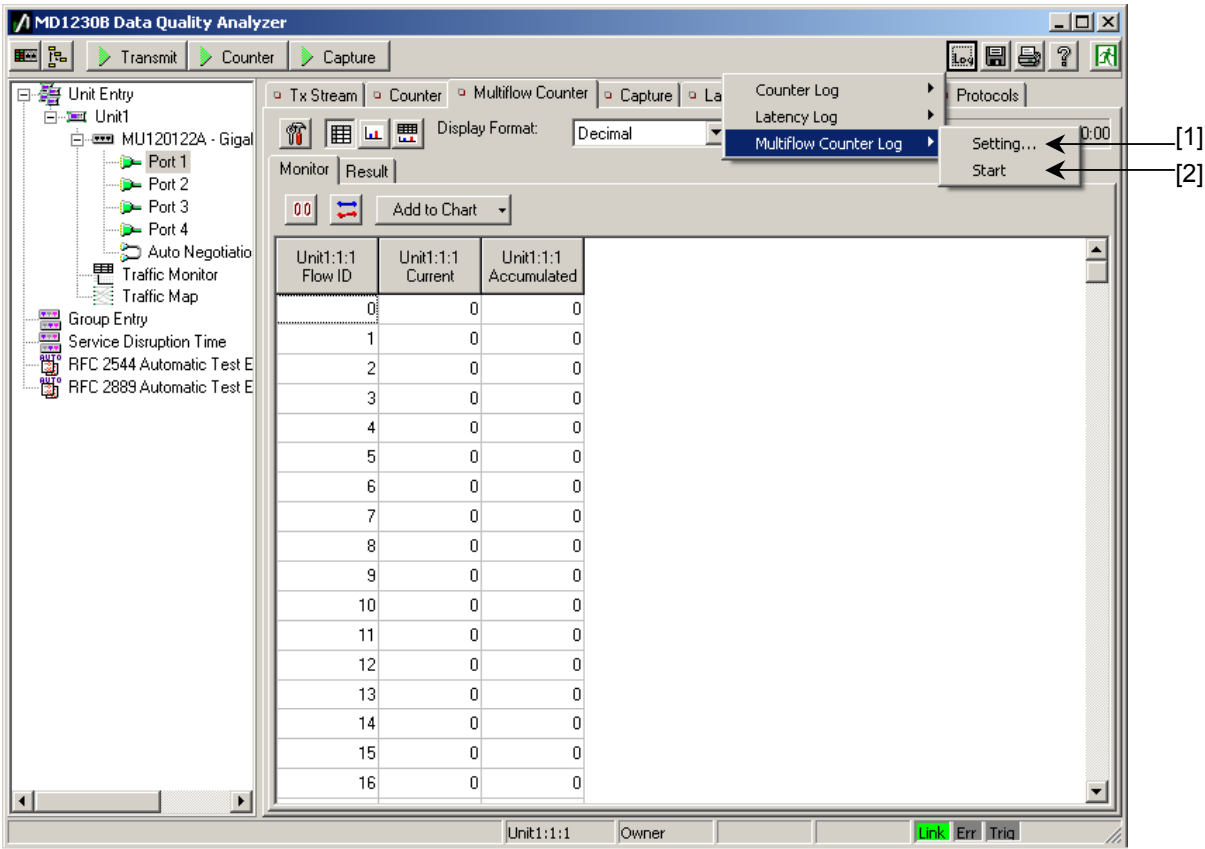 MD1230B Data Quality Analyzer
Transmit Counter Capture Log
Unit Entry
Unit1
MU120122A - Gigal
Port 1
Port 2
Port 3
Port 4
Auto Negotiatio
Traffic Monitor
Traffic Map
Group Entry
Service Disruption Time
AUTO RFC 2544 Automatic Test E
AUTO RFC 2889 Automatic Test E
Tx Stream Counter Multiflow Counter Capture La Protocols
Counter Log
Latency Log
Multiflow Counter Log
Setting... [1]
Start [2]
Display Format: Decimal 0:00
Monitor Result
00 Add to Chart
Unit1:1:1 Unit1:1:1 Unit1:1:1
Flow ID Current Accumulated
0 0 0
1 0 0
2 0 0
3 0 0
4 0 0
5 0 0
6 0 0
7 0 0
8 0 0
9 0 0
10 0 0
11 0 0
12 0 0
13 0 0
14 0 0
15 0 0
16 0 0
Unit1:1:1 Owner Link Err Trig